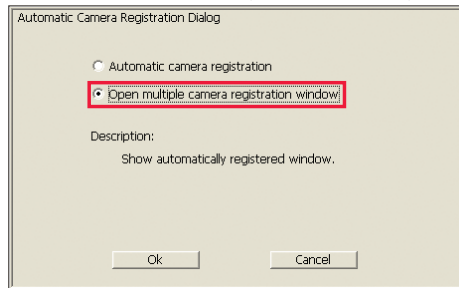 Automatic Camera Registration Dialog
Automatic camera registration
Open multiple camera registration window
Description:
Show automatically registered window.
Ok Cancel